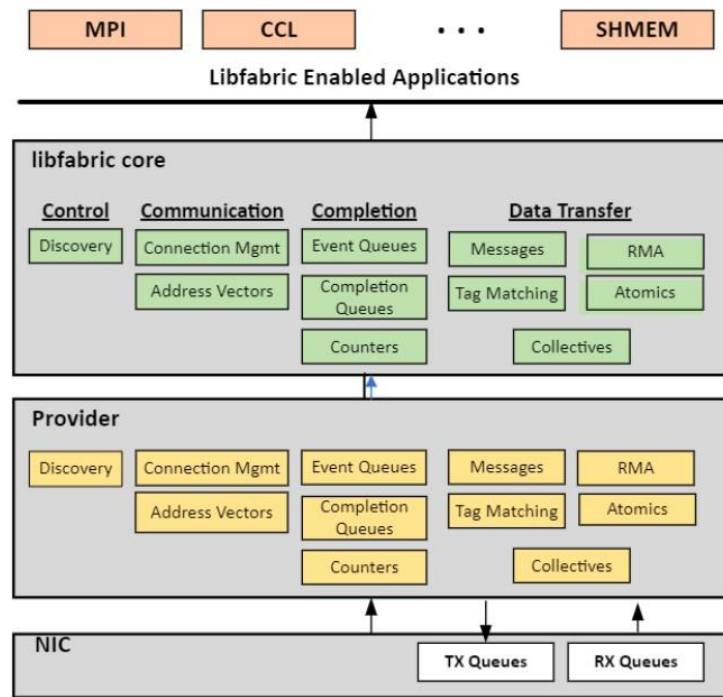 MPI CCL . . . SHMEM
Libfabric Enabled Applications
libfabric core
Control Communication Completion Data Transfer
Discovery Connection Mgmt Event Queues Messages RMA
Address Vectors Completion Queues Tag Matching Atomics
Counters Collectives
Provider
Discovery Connection Mgmt Event Queues Messages RMA
Address Vectors Completion Queues Tag Matching Atomics
Counters Collectives
NIC
TX Queues RX Queues